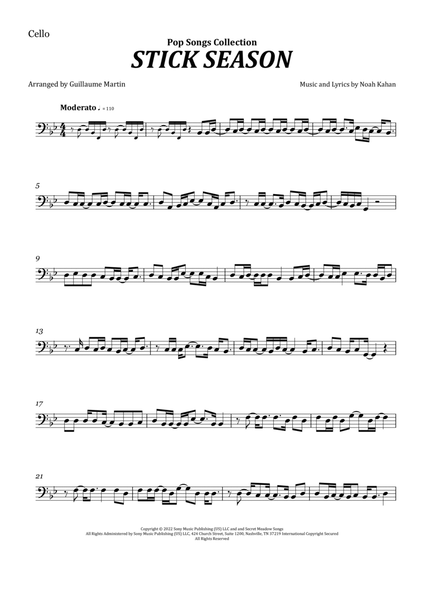 Cello
Pop Songs Collection
STICK SEASON
Arranged by Guillaume Martin
Music and Lyrics by Noah Kahan
Moderato . = 110
5
9
13
17
21
Copyright © 2022 Sony Music Publishing (US) LLC and and Secret Meadow Songs
All Rights Administered by Sony Music Publishing (US) LLC, 424 Church Street, Suite 1200, Nashville, TN 37219 International Copyright Secured
All Rights Reserved